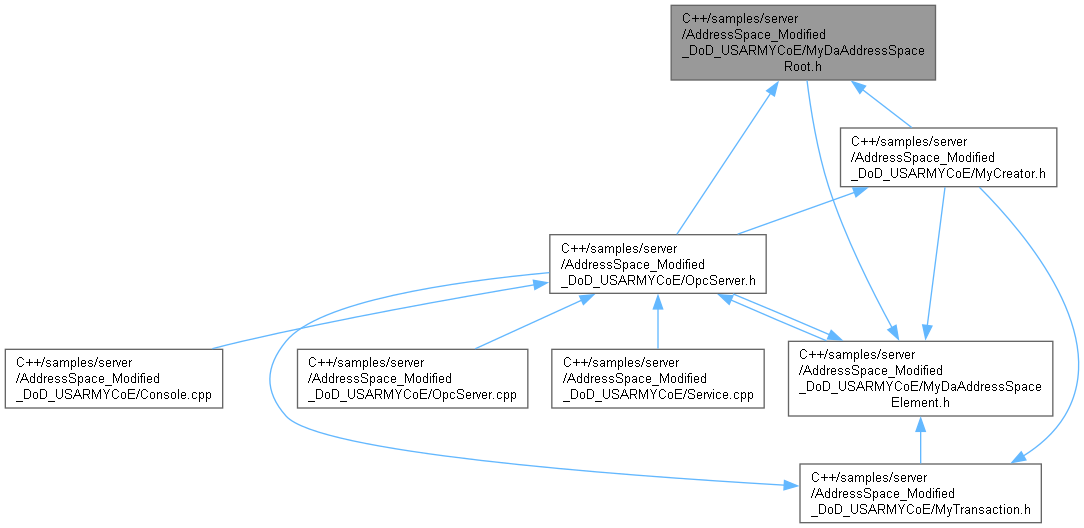 C++/samples/server
/AddressSpace_Modified
_DoD_USARMYCoE/MyDaAddressSpace
Root.h
C++/samples/server
/AddressSpace_Modified
_DoD_USARMYCoE/MyCreator.h
C++/samples/server
/AddressSpace_Modified
_DoD_USARMYCoE/OpcServer.h
C++/samples/server
/AddressSpace_Modified
_DoD_USARMYCoE/Console.cpp
C++/samples/server
/AddressSpace_Modified
_DoD_USARMYCoE/OpcServer.cpp
C++/samples/server
/AddressSpace_Modified
_DoD_USARMYCoE/Service.cpp
C++/samples/server
/AddressSpace_Modified
_DoD_USARMYCoE/MyDaAddressSpace
Element.h
C++/samples/server
/AddressSpace_Modified
_DoD_USARMYCoE/MyTransaction.h